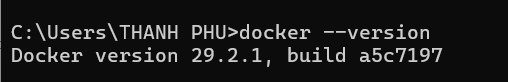 C:\Users\THANH PHU>docker --version
Docker version 29.2.1, build a5c7197